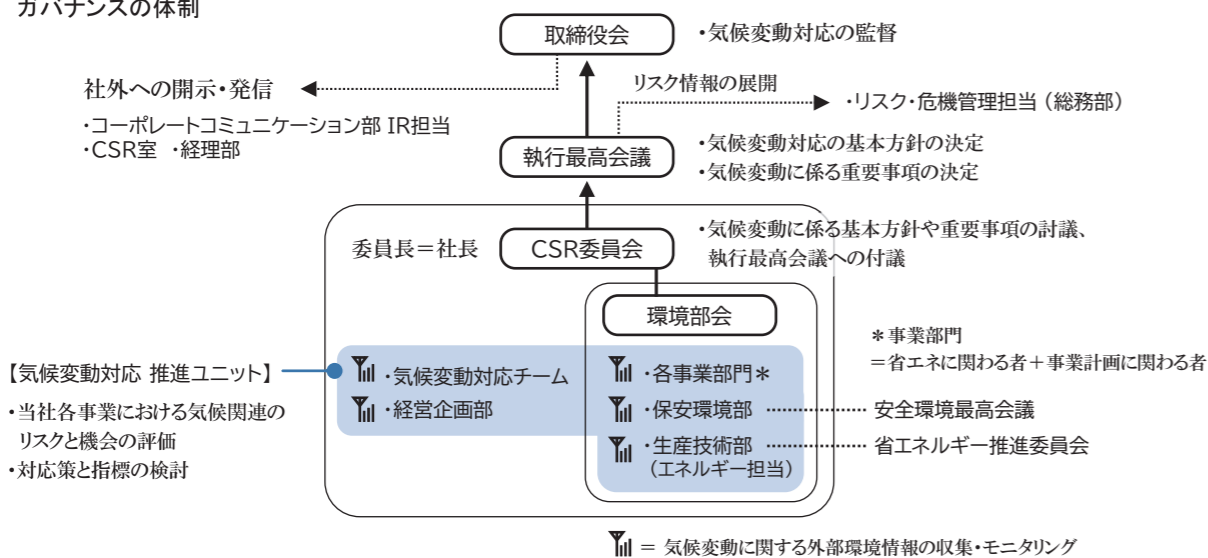 ガバナンスの体制
取締役会
・気候変動対応の監督
社外への開示・発信
・コーポレートコミュニケーション部 IR担当
・CSR室 ・経理部
リスク情報の展開
・リスク・危機管理担当（総務部）
執行最高会議
・気候変動対応の基本方針の決定
・気候変動に係る重要事項の決定
委員長＝社長
CSR委員会
・気候変動に係る基本方針や重要事項の討議、
執行最高会議への付議
環境部会
＊事業部門
＝省エネに関わる者＋事業計画に関わる者
【気候変動対応 推進ユニット】
・当社各事業における気候関連の
リスクと機会の評価
・対応策と指標の検討
・気候変動対応チーム
・経営企画部
・各事業部門＊
・保安環境部
安全環境最高会議
・生産技術部
（エネルギー担当）
省エネルギー推進委員会
＝ 気候変動に関する外部環境情報の収集・モニタリング